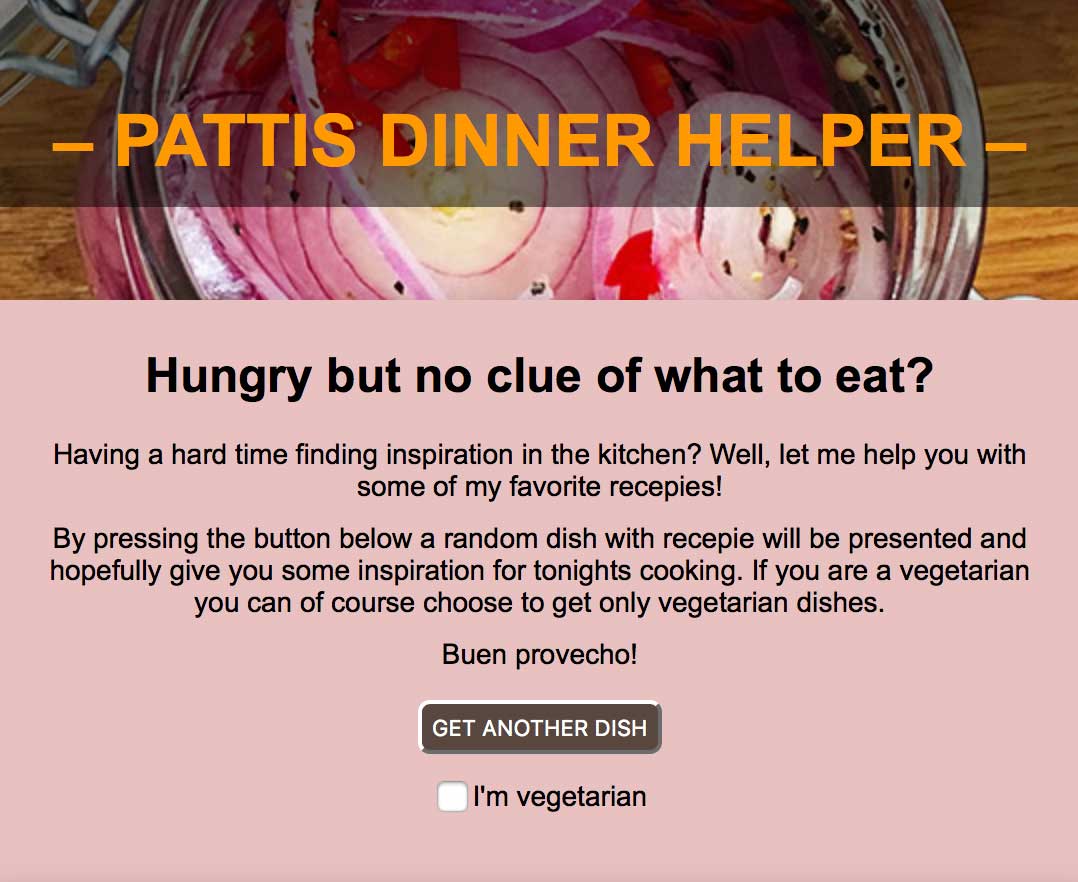 – PATTIS DINNER HELPER –
Hungry but no clue of what to eat?
Having a hard time finding inspiration in the kitchen? Well, let me help you with
some of my favorite recepies!
By pressing the button below a random dish with recepie will be presented and
hopefully give you some inspiration for tonights cooking. If you are a vegetarian
you can of course choose to get only vegetarian dishes.
Buen provecho!
GET ANOTHER DISH
I'm vegetarian